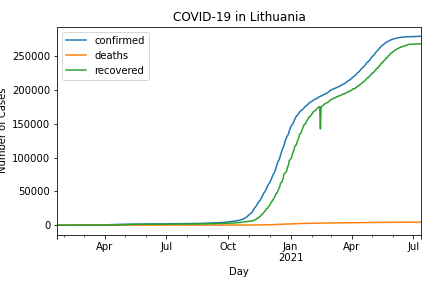 COVID-19 in Lithuania
confirmed
deaths
recovered
Number of Cases
250000
200000
150000
100000
50000
0
Apr
Jul
Oct
Jan
2021
Apr
Jul
Day